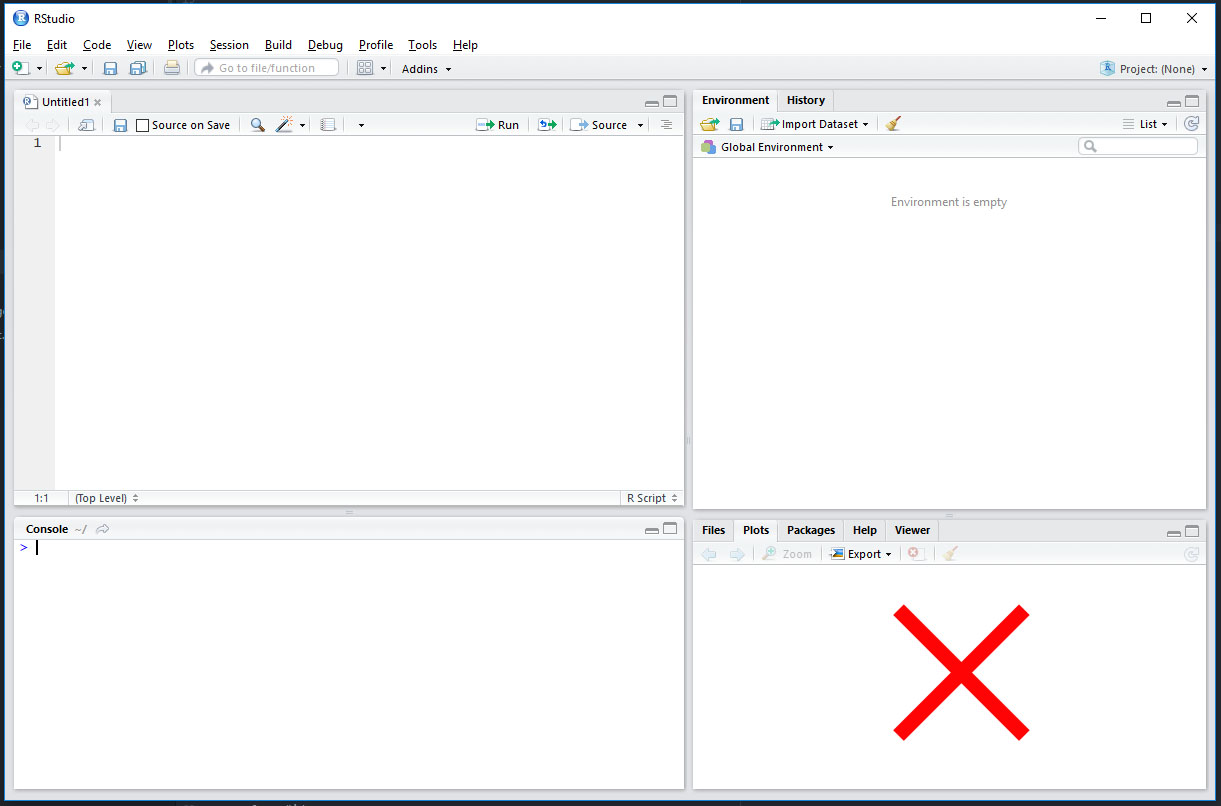 RStudio
File Edit Code View Plots Session Build Debug Profile Tools Help
Go to file/function Addins Project: (None)
Untitled1
Source on Save Run Source
1
1:1 (Top Level) R Script
Console ~/
>
Environment History
Import Dataset List
Global Environment
Environment is empty
Files Plots Packages Help Viewer
Zoom Export